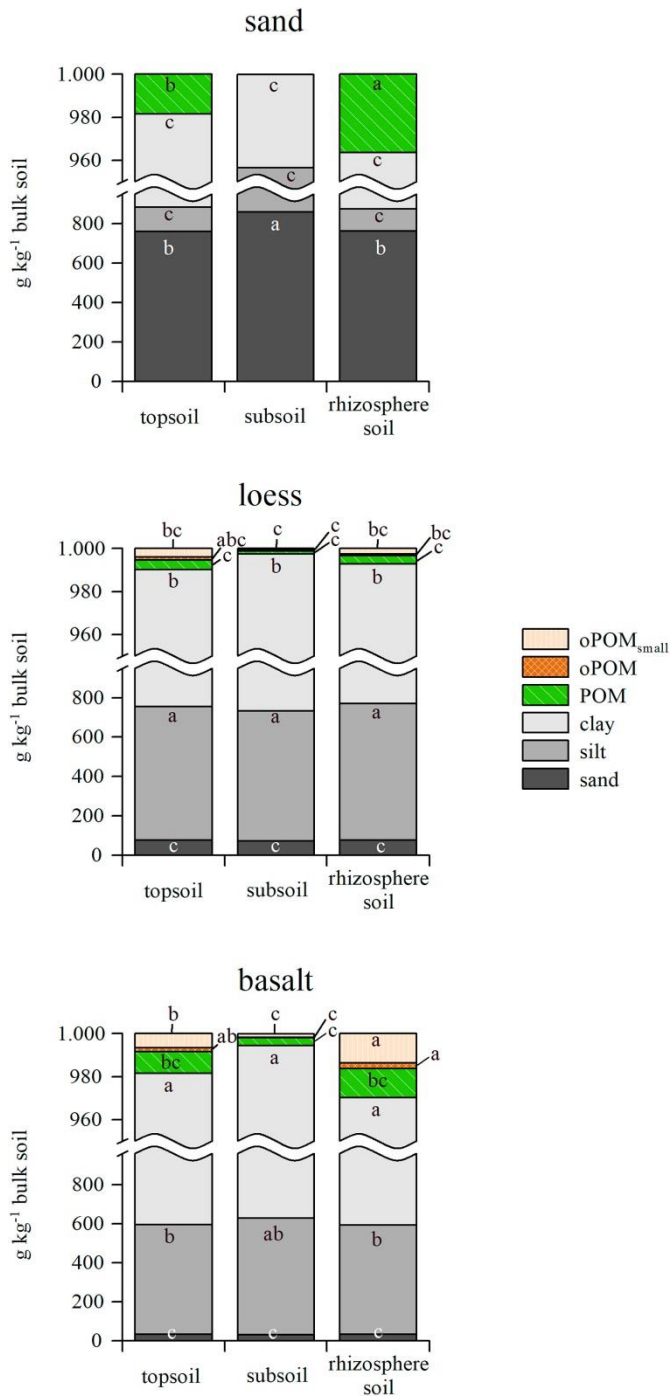 sand
1.000
980
960
800
600
400
200
0
g kg-1 bulk soil
b
c
c
b
c
c
a
a
c
c
b
topsoil
subsoil
rhizosphere
soil
loess
1.000
980
960
800
600
400
200
0
g kg-1 bulk soil
bc
abc
c
b
a
c
c
c
c
b
a
c
bc
bc
c
b
a
c
topsoil
subsoil
rhizosphere
soil
oPOMsmall
oPOM
POM
clay
silt
sand
basalt
1.000
980
960
800
600
400
200
0
g kg-1 bulk soil
b
ab
bc
a
b
c
c
c
c
a
ab
c
a
a
bc
a
b
c
topsoil
subsoil
rhizosphere
soil